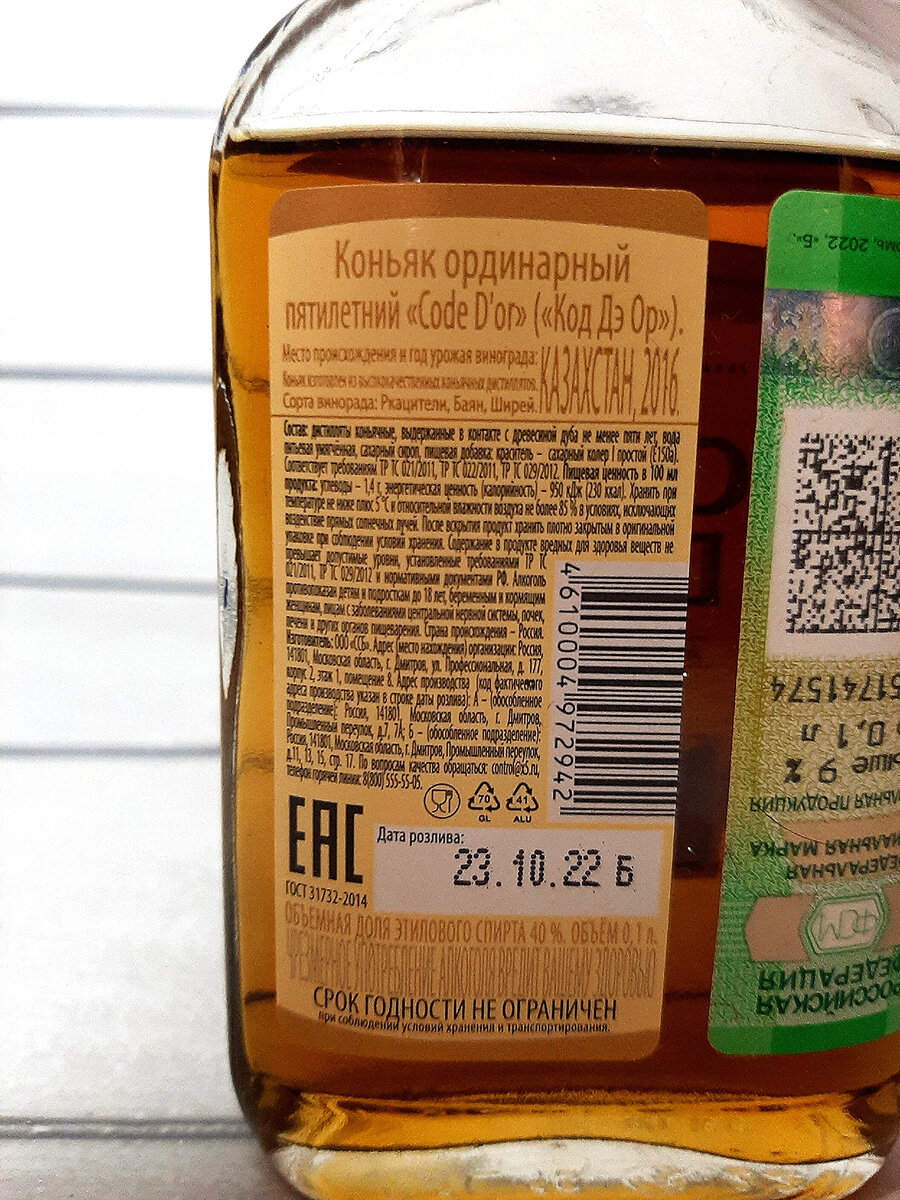 Коньяк ординарный
пятилетний «Code D'or» («Код Дэ Ор»).
Место происхождения и год урожая винограда:
КАЗАХСТАН, 2016.
Коньяк изготовлен из высококачественных коньячных дистиллятов.
Сорта винорада: Ркацители, Баян, Ширей.
Состав: дистилляты коньячные, выдержанные в контакте с древесиной дуба не менее пяти лет, вода
питьевая умягченная, сахарный сироп, пищевая добавка: краситель – сахарный колер I простой (Е150а).
Соответствует требованиям ТР ТС 021/2011, ТР ТС 022/2011, ТР ТС 029/2012. Пищевая ценность в 100 мл
продукта: углеводы – 1,4 г, энергетическая ценность (калорийность) – 950 кДж (230 ккал). Хранить при
температуре не ниже плюс 5 °С и относительной влажности воздуха не более 85 % в условиях, исключающих
воздействие прямых солнечных лучей. После вскрытия продукт хранить плотно закрытым в оригинальной
упаковке при соблюдении условий хранения. Содержание в продукте вредных для здоровья веществ не
превышает допустимые уровни, установленные требованиями ТР ТС
021/2011, ТР ТС 029/2012 и нормативными документами РФ. Алкоголь
противопоказан детям и подросткам до 18 лет, беременным и кормящим
женщинам, лицам с заболеваниями центральной нервной системы, почек,
печени и других органов пищеварения. Страна происхождения – Россия.
Изготовитель: ООО «ССБ». Адрес (место нахождения) организации: Россия,
141801, Московская область, г. Дмитров, ул. Профессиональная, д. 177,
корпус 2, этаж 1, помещение 8. Адрес производства (код фактического
адреса производства указан в строке даты розлива): А – (обособленное
подразделение): Россия, 141801, Московская область, г. Дмитров,
Промышленный переулок, д.7, 7А; Б – (обособленное подразделение):
Россия, 141801, Московская область, г. Дмитров, Промышленный переулок,
д.11, 13, 15, стр. 17. По вопросам качества обращаться: control@x5.ru,
телефон горячей линии: 8(800) 555-55-05.
4610004972942
70
GL
41
ALU
ЕАС
ГОСТ 31732-2014
Дата розлива:
23.10.22 Б
ОБЪЕМНАЯ ДОЛЯ ЭТИЛОВОГО СПИРТА 40 %. ОБЪЁМ 0,1 л.
ЧРЕЗМЕРНОЕ УПОТРЕБЛЕНИЕ АЛКОГОЛЯ ВРЕДИТ ВАШЕМУ ЗДОРОВЬЮ
СРОК ГОДНОСТИ НЕ ОГРАНИЧЕН
при соблюдении условий хранения и транспортирования.
РОССИЙСКАЯ
ФЕДЕРАЦИЯ
ФСМ
ФЕДЕРАЛЬНАЯ
9 %
0,1 л
51741574
2022, «Б»,